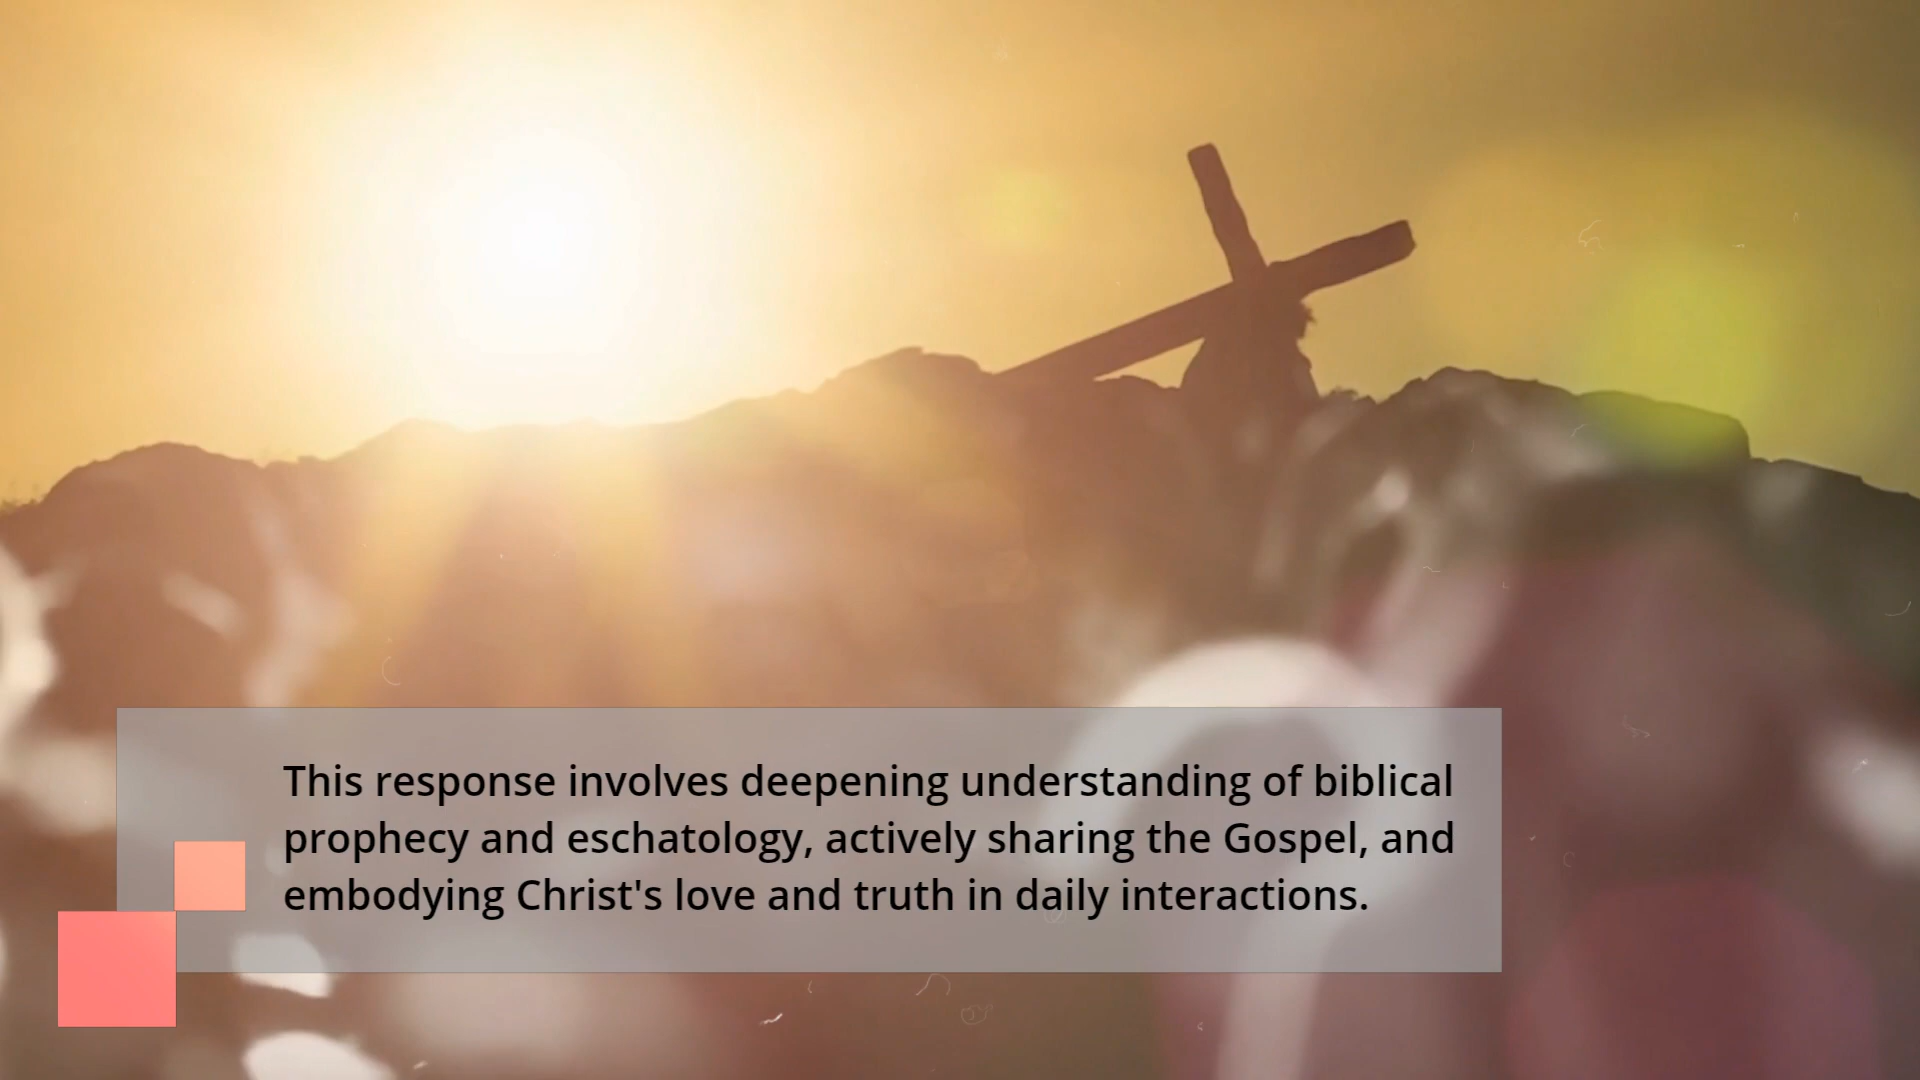 This response involves deepening understanding of biblical
prophecy and eschatology, actively sharing the Gospel, and
embodying Christ's love and truth in daily interactions.